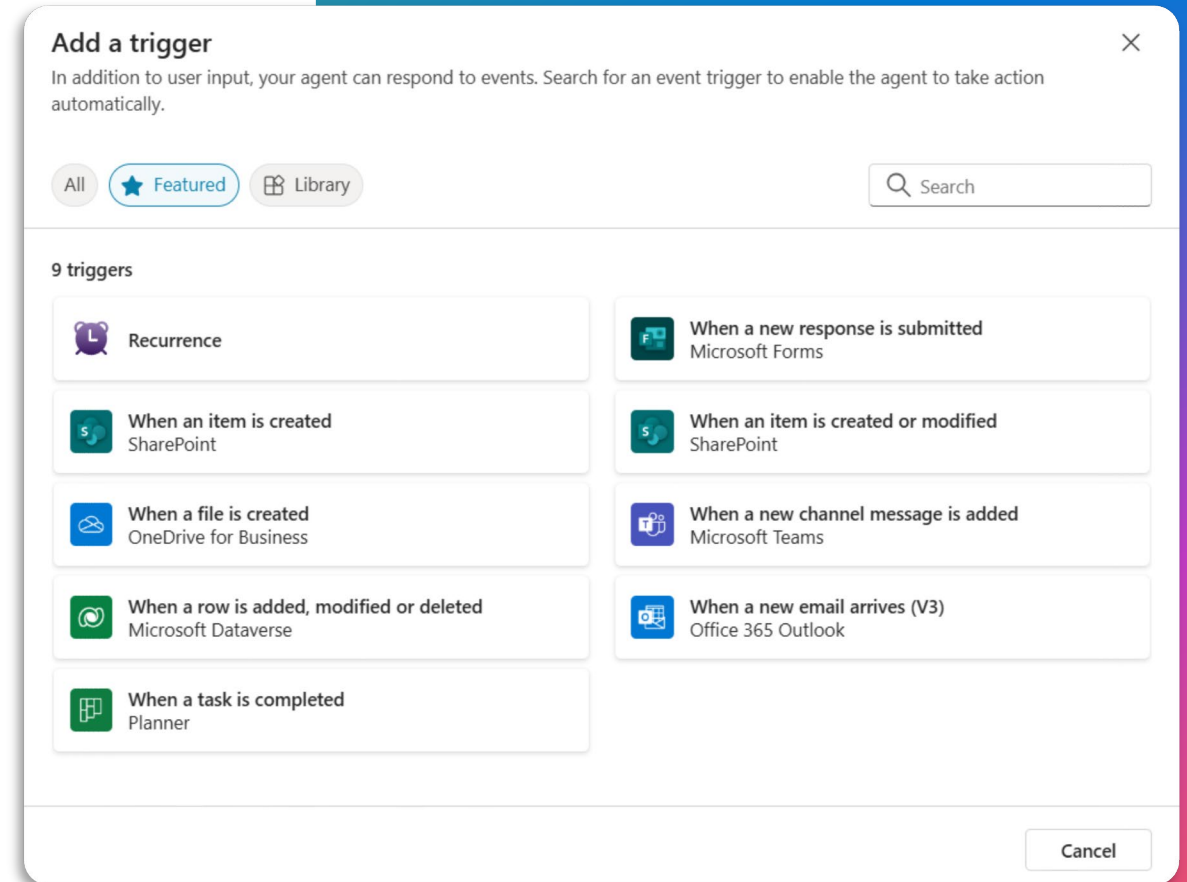 Add a trigger
In addition to user input, your agent can respond to events. Search for an event trigger to enable the agent to take action
automatically.
All
Featured
Library
Search
9 triggers
Recurrence
When a new response is submitted
Microsoft Forms
When an item is created
SharePoint
When an item is created or modified
SharePoint
When a file is created
OneDrive for Business
When a new channel message is added
Microsoft Teams
When a row is added, modified or deleted
Microsoft Dataverse
When a new email arrives (V3)
Office 365 Outlook
When a task is completed
Planner
Cancel